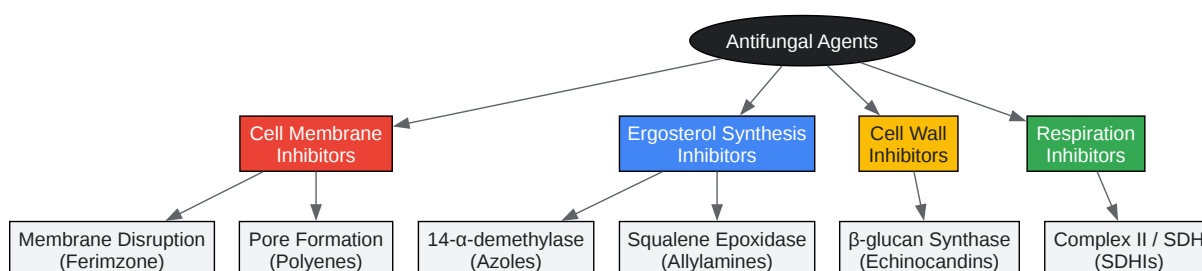 Antifungal Agents
Cell Membrane
Inhibitors
Ergosterol Synthesis
Inhibitors
Cell Wall
Inhibitors
Respiration
Inhibitors
Membrane Disruption
(Ferimzone)
Pore Formation
(Polyenes)
14-α-demethylase
(Azoles)
Squalene Epoxidase
(Allylamines)
β-glucan Synthase
(Echinocandins)
Complex II / SDH
(SDHIs)